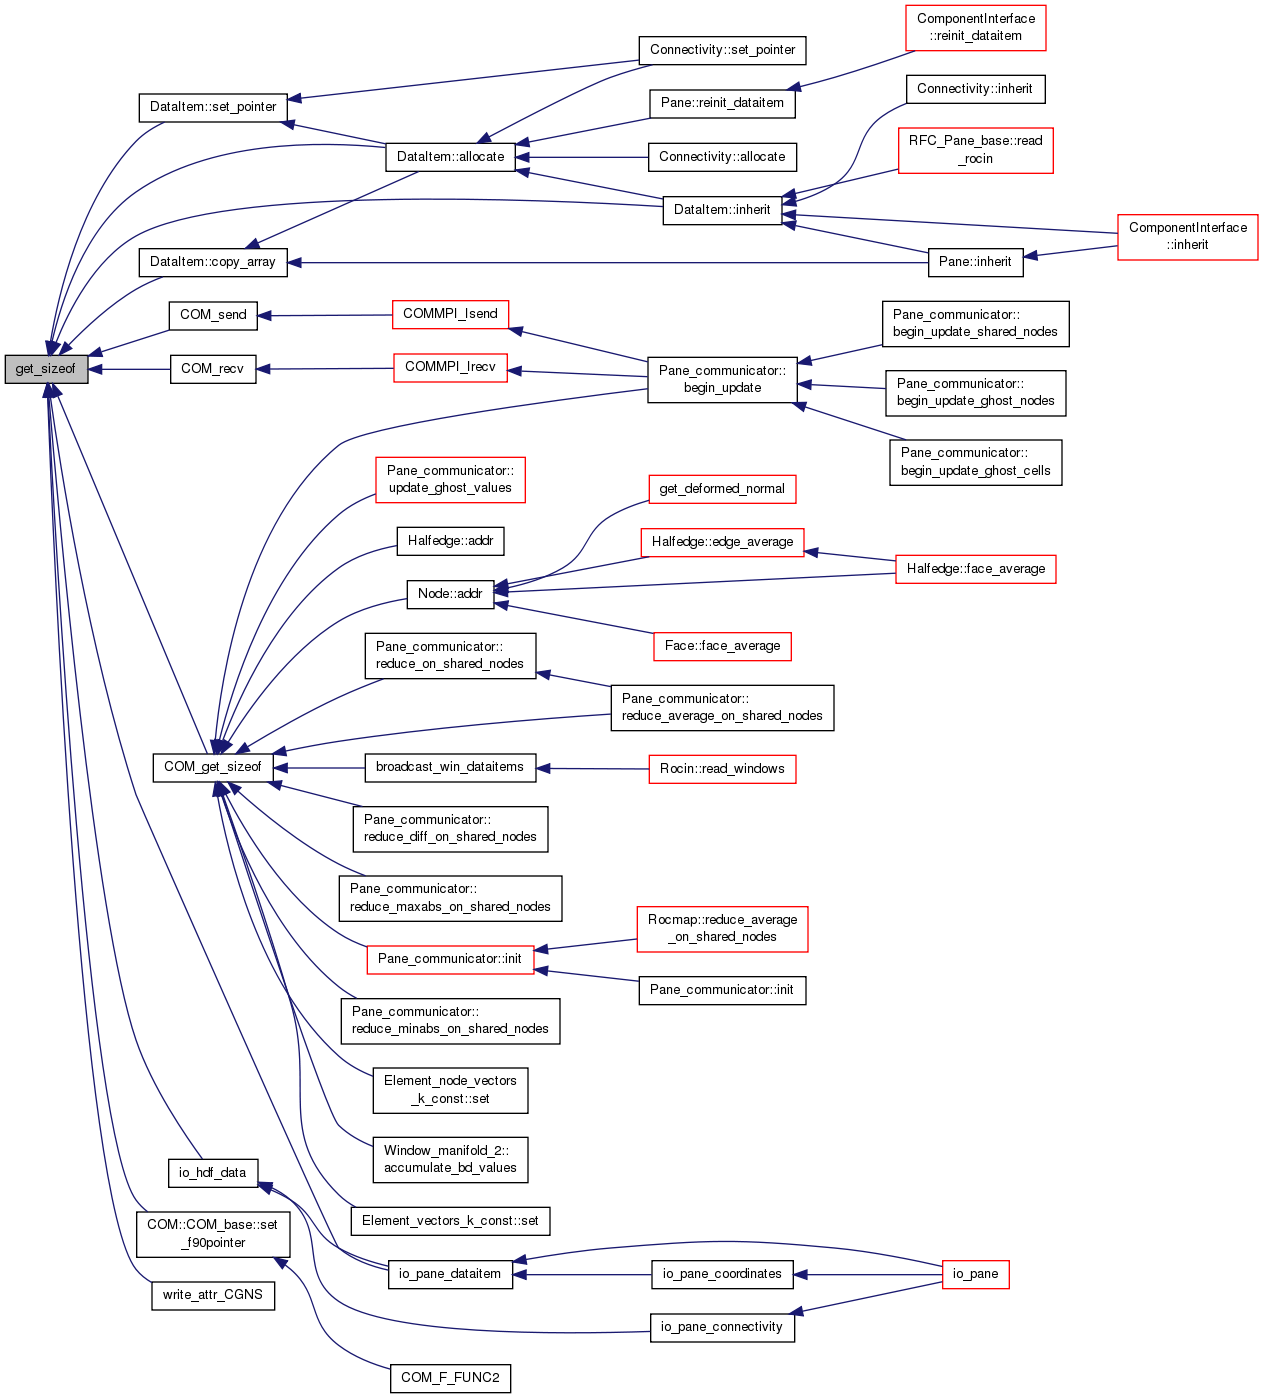 ComponentInterface
::reinit_dataitem
Connectivity::set_pointer
Connectivity::inherit
Pane::reinit_dataitem
DataItem::set_pointer
RFC_Pane_base::read
_rocin
DataItem::allocate
Connectivity::allocate
DataItem::inherit
ComponentInterface
::inherit
DataItem::copy_array
Pane::inherit
COM_send
COMMPI_Isend
Pane_communicator::
begin_update_shared_nodes
get_sizeof
COM_recv
COMMPI_Irecv
Pane_communicator::
begin_update
Pane_communicator::
begin_update_ghost_nodes
Pane_communicator::
begin_update_ghost_cells
Pane_communicator::
update_ghost_values
get_deformed_normal
Halfedge::addr
Halfedge::edge_average
Halfedge::face_average
Node::addr
Face::face_average
Pane_communicator::
reduce_on_shared_nodes
Pane_communicator::
reduce_average_on_shared_nodes
COM_get_sizeof
broadcast_win_dataitems
Rocin::read_windows
Pane_communicator::
reduce_diff_on_shared_nodes
Pane_communicator::
reduce_maxabs_on_shared_nodes
Rocmap::reduce_average
_on_shared_nodes
Pane_communicator::init
Pane_communicator::init
Pane_communicator::
reduce_minabs_on_shared_nodes
Element_node_vectors
_k_const::set
Window_manifold_2::
accumulate_bd_values
io_hdf_data
Element_vectors_k_const::set
COM::COM_base::set
_f90pointer
io_pane_dataitem
io_pane_coordinates
io_pane
write_attr_CGNS
io_pane_connectivity
COM_F_FUNC2